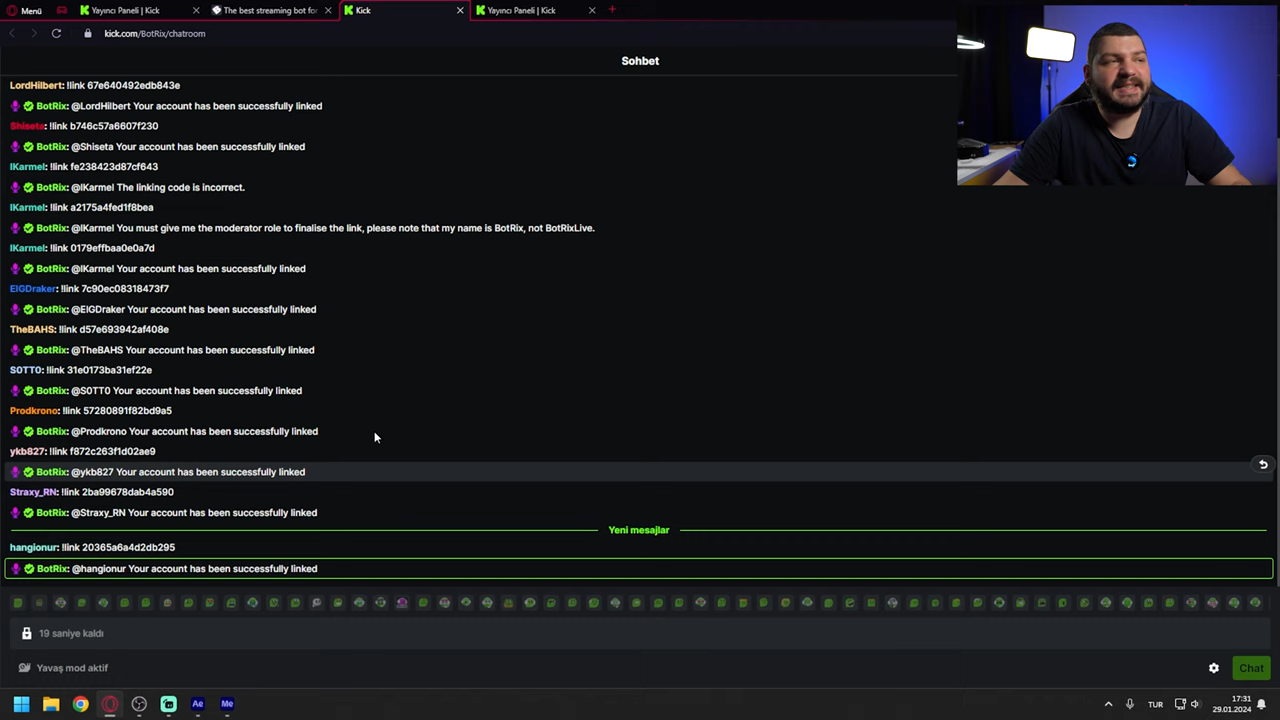 Menü
Yayıncı Paneli | Kick
The best streaming bot for
Kick
Yayıncı Paneli | Kick
kick.com/BotRix/chatroom
Sohbet
LordHilbert: !link 67e640492edb843e
BotRix: @LordHilbert Your account has been successfully linked
Shiseta: !link b746c57a6607f230
BotRix: @Shiseta Your account has been successfully linked
IKarmel: !link fe238423d87cf643
BotRix: @IKarmel The linking code is incorrect.
IKarmel: !link a2175a4fed1f8bea
BotRix: @IKarmel You must give me the moderator role to finalise the link, please note that my name is BotRix, not BotRixLive.
IKarmel: !link 0179effbaa0e0a7d
BotRix: @IKarmel Your account has been successfully linked
ElGDraker: !link 7c90ec08318473f7
BotRix: @ElGDraker Your account has been successfully linked
TheBAHS: !link d57e693942af408e
BotRix: @TheBAHS Your account has been successfully linked
S0TT0: !link 31e0173ba31ef22e
BotRix: @S0TT0 Your account has been successfully linked
Prodkrono: !link 57280891f82bd9a5
BotRix: @Prodkrono Your account has been successfully linked
ykb827: !link f872c263f1d02ae9
BotRix: @ykb827 Your account has been successfully linked
Straxy_RN: !link 2ba99678dab4a590
BotRix: @Straxy_RN Your account has been successfully linked
Yeni mesajlar
hangionur: !link 20365a6a4d2db295
BotRix: @hangionur Your account has been successfully linked
19 saniye kaldı
Yavaş mod aktif
Chat
Ae
Me
TUR
17:31
29.01.2024